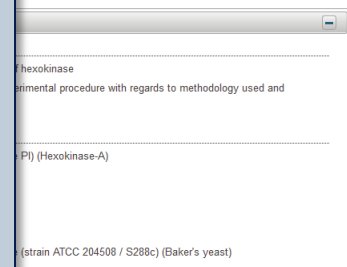 f hexokinase
erimental procedure with regards to methodology used and
PI) (Hexokinase-A)
(strain ATCC 204508 / S288c) (Baker's yeast)